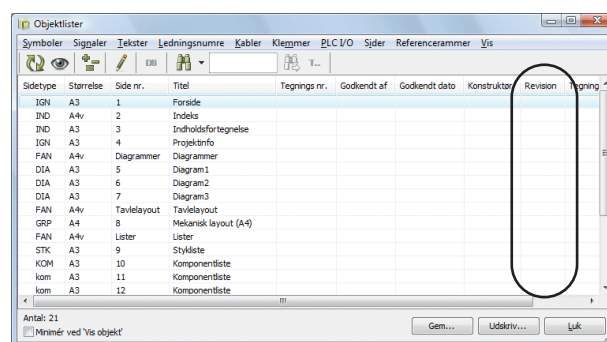 Objektlister
Symboler Signaler Tekster Ledningsnumre Kabler Klemmer PLC I/O Sider Referencerammer Vis
DB T...
Sidetype Størrelse Side nr. Titel Tegnings nr. Godkendt af Godkendt dato Konstruktør Revision Tegning
IGN A3 1 Forside
IND A4v 2 Indeks
IND A3 3 Indholdsfortegnelse
IGN A3 4 Projektinfo
FAN A4v Diagrammer Diagrammer
DIA A3 5 Diagram1
DIA A3 6 Diagram2
DIA A3 7 Diagram3
FAN A4v Tavlelayout Tavlelayout
GRP A4 8 Mekanisk layout (A4)
FAN A4v Lister Lister
STK A3 9 Stykliste
KOM A3 10 Komponentliste
kom A3 11 Komponentliste
kom A3 12 Komponentliste
Antal: 21
Minimér ved 'Vis objekt'
Gem... Udskriv... Luk